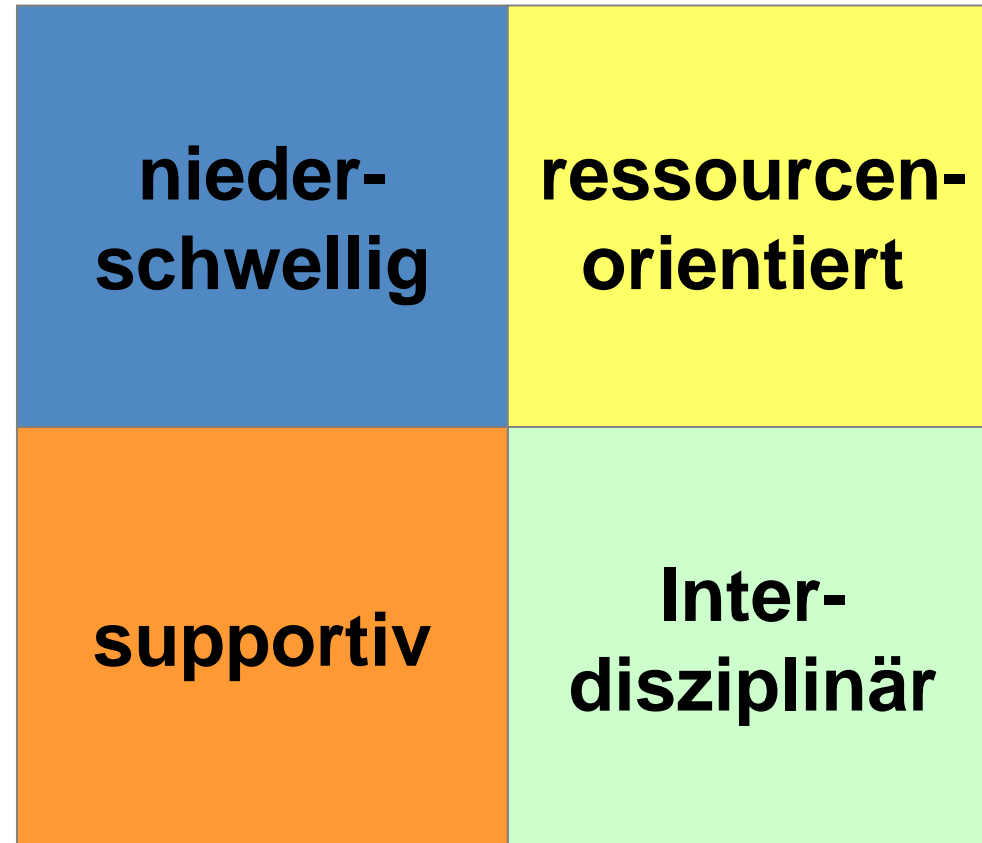 nieder-
schwellig
ressourcen-
orientiert
supportiv
Inter-
disziplinär